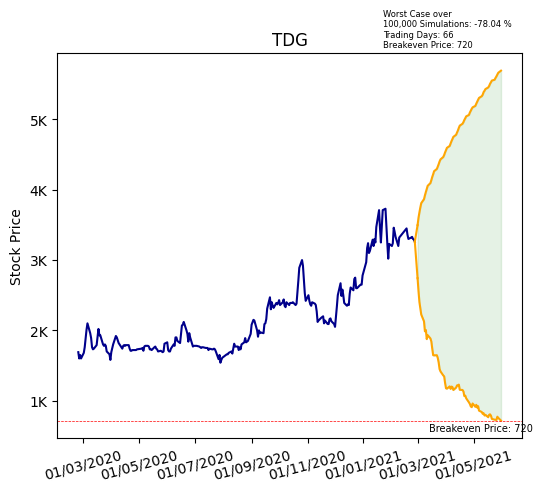 Worst Case over
100,000 Simulations: -78.04 %
Trading Days: 66
Breakeven Price: 720
TDG
5K
4K
3K
2K
1K
Stock Price
Breakeven Price: 720
01/03/2020
01/05/2020
01/07/2020
01/09/2020
01/11/2020
01/01/2021
01/03/2021
01/05/2021